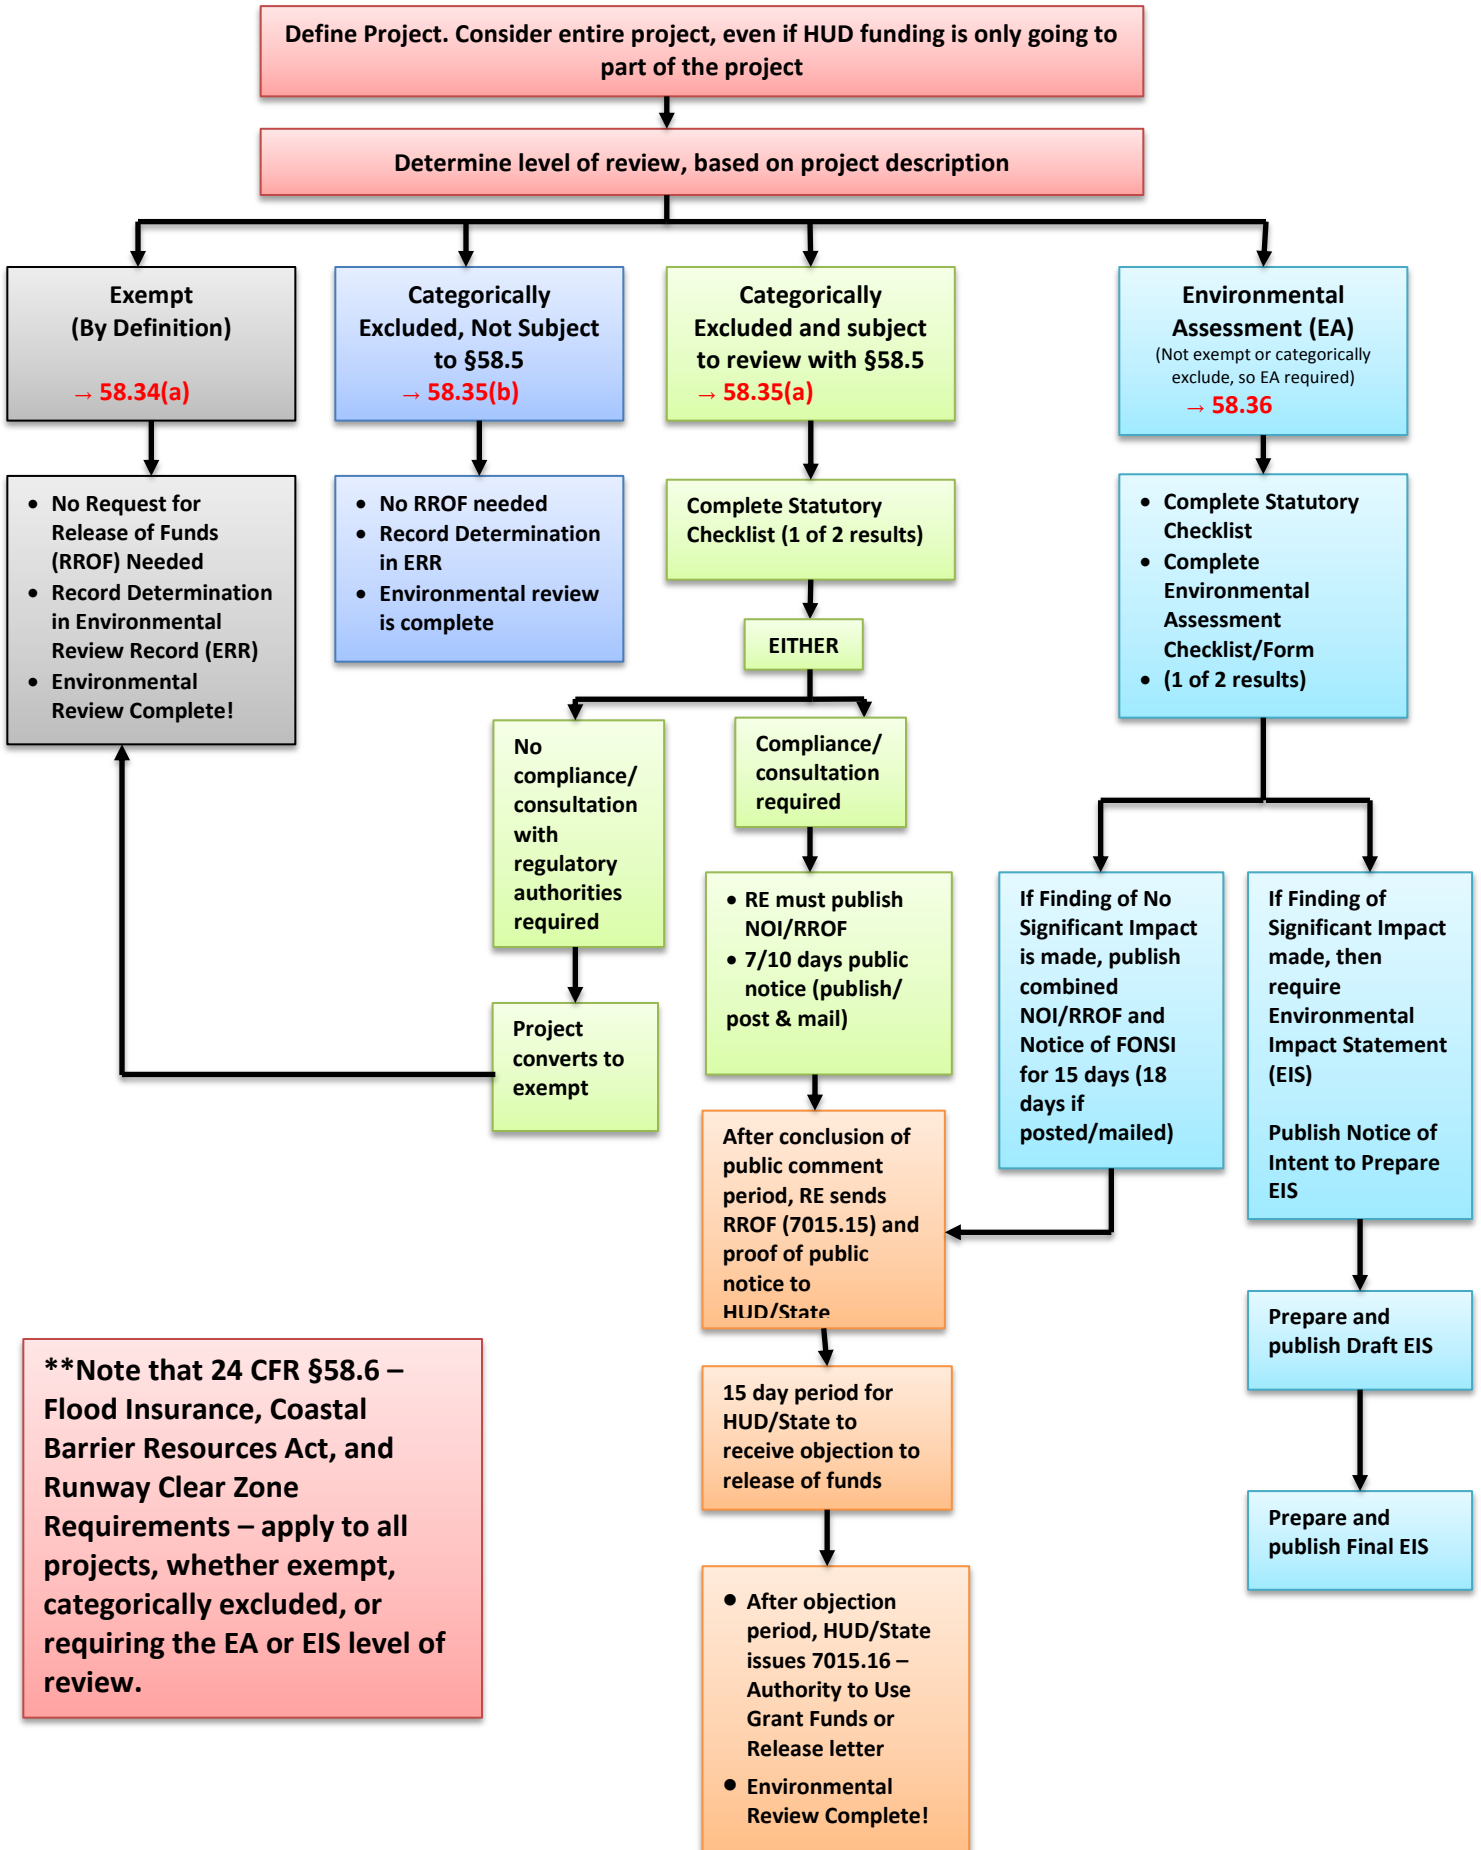 Define Project. Consider entire project, even if HUD funding is only going to
part of the project
Determine level of review, based on project description
Exempt
(By Definition)
→ 58.34(a)
Categorically
Excluded, Not Subject
to §58.5
→ 58.35(b)
Categorically
Excluded and subject
to review with §58.5
→ 58.35(a)
Environmental
Assessment (EA)
(Not exempt or categorically
exclude, so EA required)
→ 58.36
• No Request for
Release of Funds
(RROF) Needed
• Record Determination
in Environmental
Review Record (ERR)
• Environmental
Review Complete!
• No RROF needed
• Record Determination
in ERR
• Environmental review
is complete
Complete Statutory
Checklist (1 of 2 results)
• Complete Statutory
Checklist
• Complete
Environmental
Assessment
Checklist/Form
• (1 of 2 results)
EITHER
No
compliance/
consultation
with
regulatory
authorities
required
Compliance/
consultation
required
Project
converts to
exempt
• RE must publish
NOI/RROF
• 7/10 days public
notice (publish/
post & mail)
If Finding of No
Significant Impact
is made, publish
combined
NOI/RROF and
Notice of FONSI
for 15 days (18
days if
posted/mailed)
If Finding of
Significant Impact
made, then
require
Environmental
Impact Statement
(EIS)
Publish Notice of
Intent to Prepare
EIS
After conclusion of
public comment
period, RE sends
RROF (7015.15) and
proof of public
notice to
HUD/State
Prepare and
publish Draft EIS
15 day period for
HUD/State to
receive objection to
release of funds
Prepare and
publish Final EIS
• After objection
period, HUD/State
issues 7015.16 –
Authority to Use
Grant Funds or
Release letter
• Environmental
Review Complete!
**Note that 24 CFR §58.6 –
Flood Insurance, Coastal
Barrier Resources Act, and
Runway Clear Zone
Requirements – apply to all
projects, whether exempt,
categorically excluded, or
requiring the EA or EIS level of
review.